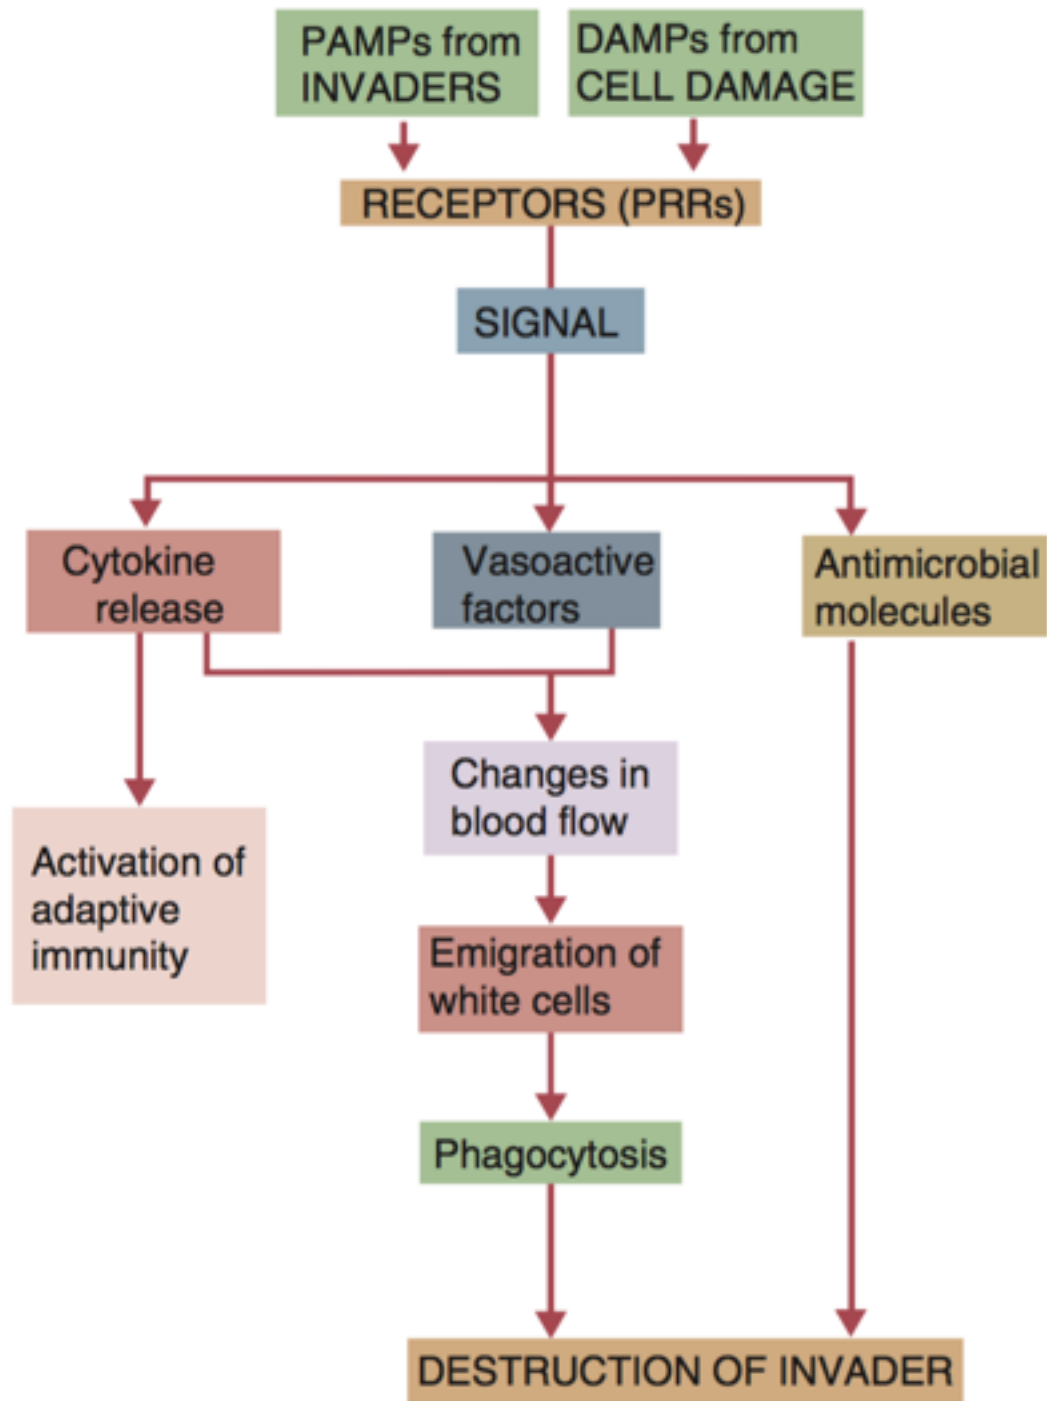 PAMPs from
INVADERS
DAMPs from
CELL DAMAGE
RECEPTORS (PRRs)
SIGNAL
Cytokine
release
Vasoactive
factors
Antimicrobial
molecules
Changes in
blood flow
Activation of
adaptive
immunity
Emigration of
white cells
Phagocytosis
DESTRUCTION OF INVADER